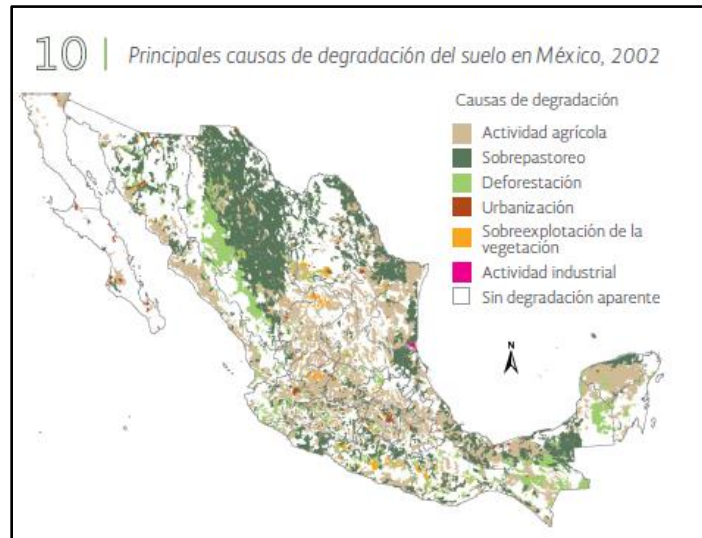 10
Principales causas de degradación del suelo en México, 2002
Causas de degradación
Actividad agrícola
Sobrepastoreo
Deforestación
Urbanización
Sobreexplotación de la
vegetación
Actividad industrial
Sin degradación aparente
N